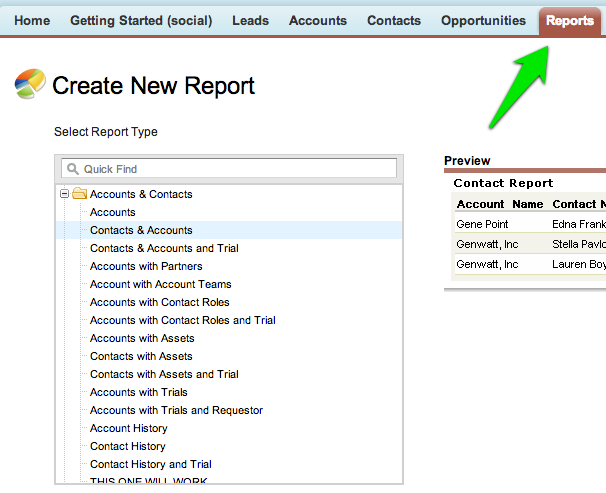 Home Getting Started (social) Leads Accounts Contacts Opportunities Reports
Create New Report
Select Report Type
Quick Find
Accounts & Contacts
Accounts
Contacts & Accounts
Contacts & Accounts and Trial
Accounts with Partners
Account with Account Teams
Accounts with Contact Roles
Accounts with Contact Roles and Trial
Accounts with Assets
Contacts with Assets
Contacts with Assets and Trial
Accounts with Trials
Accounts with Trials and Requestor
Account History
Contact History
Contact History and Trial
THIS ONE WILL WORK
Preview
Contact Report
Account Name Contact N
Gene Point Edna Frank
Genwatt, Inc Stella Pavlo
Genwatt, Inc Lauren Boy